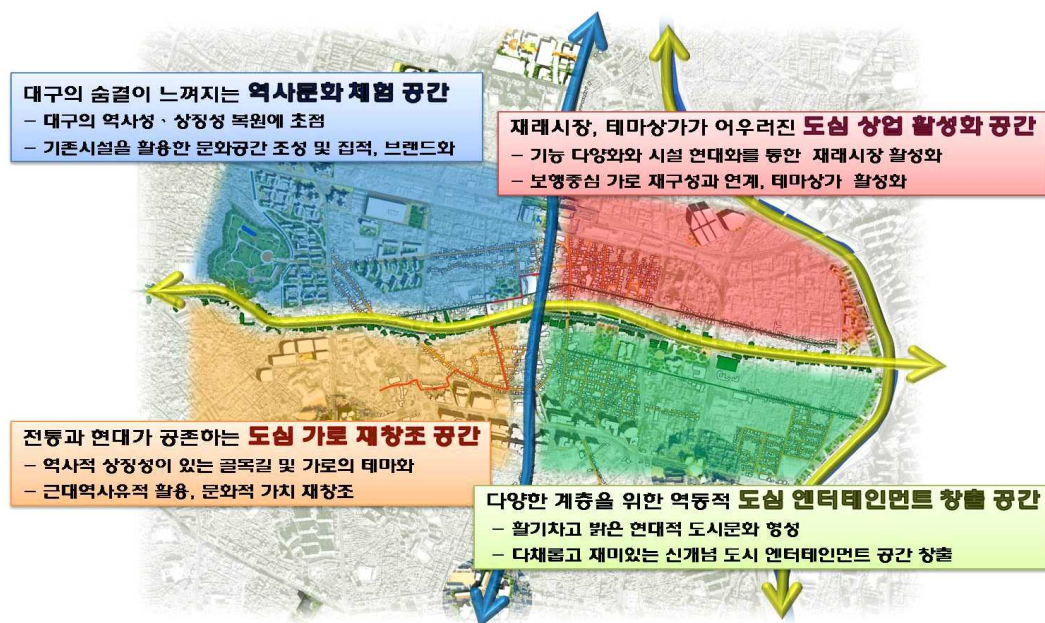 대구의 숨결이 느껴지는 역사문화 체험 공간
– 대구의 역사성 · 상징성 복원에 초점
– 기존시설을 활용한 문화공간 조성 및 집적, 브랜드화
재래시장, 테마상가가 어우러진 도심 상업 활성화 공간
– 기능 다양화와 시설 현대화를 통한 재래시장 활성화
– 보행중심 가로 재구성과 연계, 테마상가 활성화
전통과 현대가 공존하는 도심 가로 재창조 공간
– 역사적 상징성이 있는 골목길 및 가로의 테마화
– 근대역사유적 활용, 문화적 가치 재창조
다양한 계층을 위한 역동적 도심 엔터테인먼트 창출 공간
– 활기차고 밝은 현대적 도시문화 형성
– 다채롭고 재미있는 신개념 도시 엔터테인먼트 공간 창출